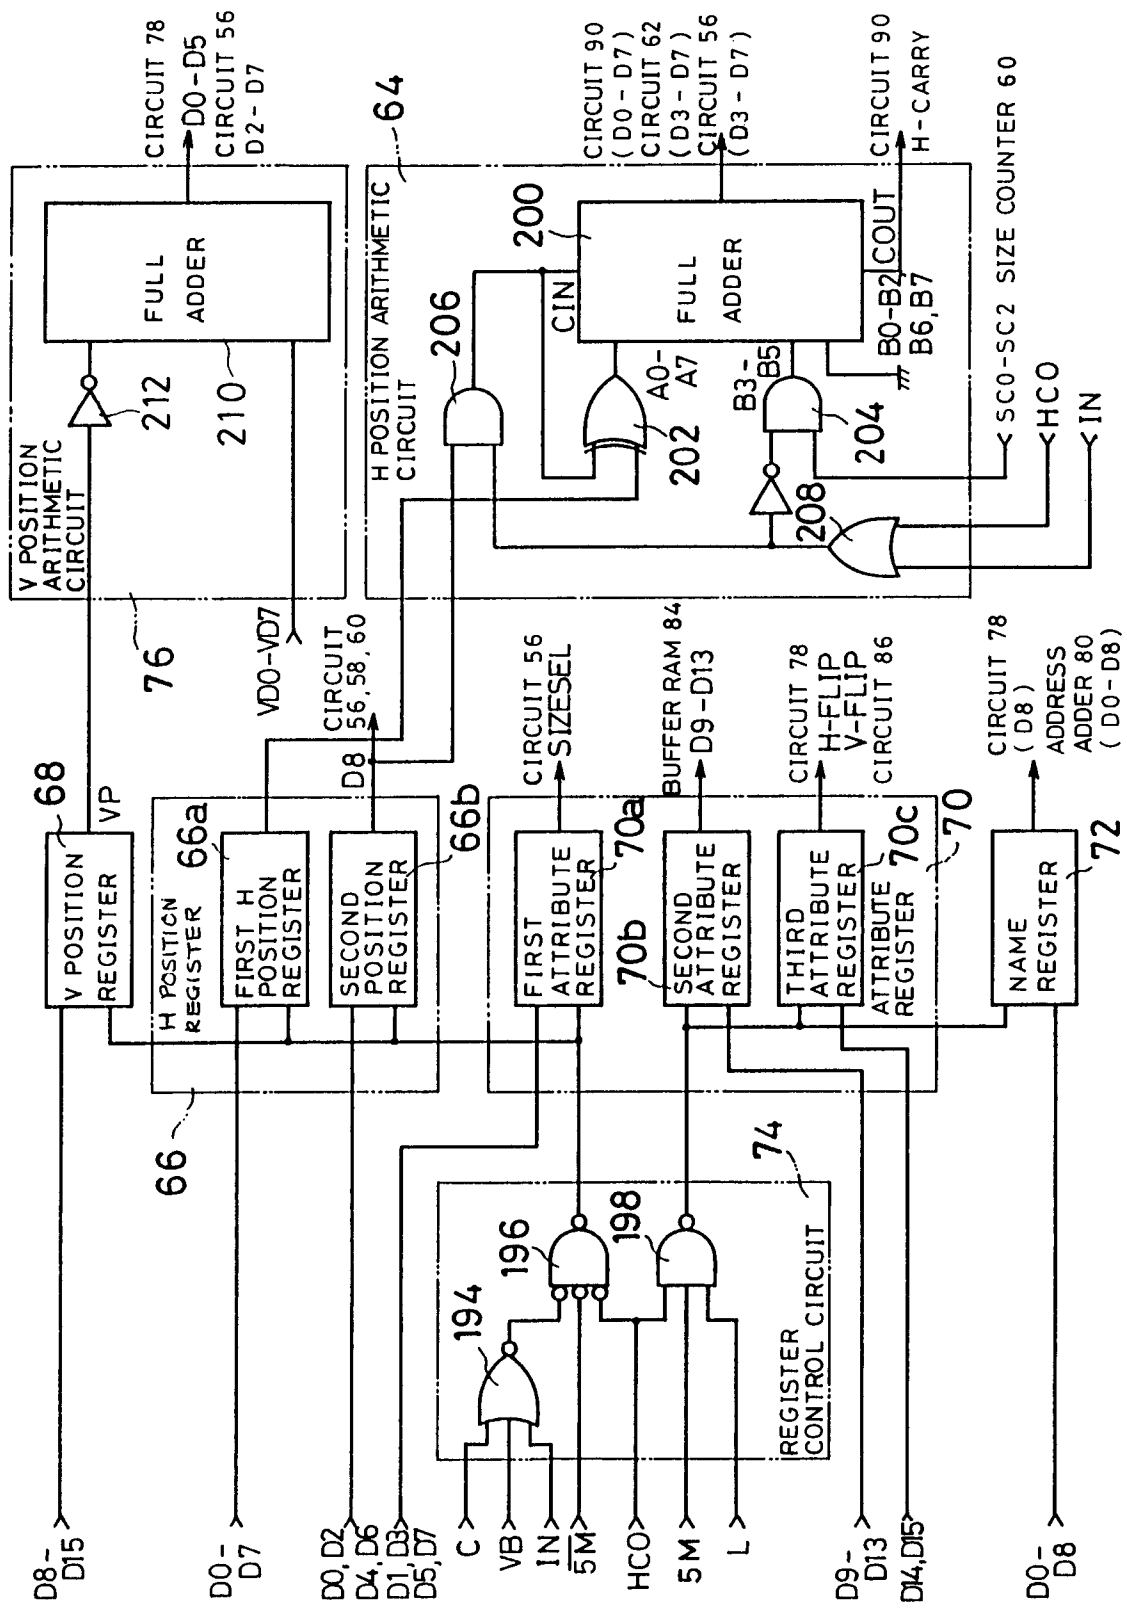 D8-
D15
D0-
D7
D0, D2
D4, D6
D1, D3
D5, D7
C
VB
IN
5M
HCO
5M
L
D9-
D13
D14, D15
D0-
D8
66
194
196
198
74
REGISTER
CONTROL CIRCUIT
68
V POSITION
REGISTER
VP
H POSITION
REGISTER
66a
FIRST H
POSITION
REGISTER
SECOND
POSITION
REGISTER
66b
D8
CIRCUIT
56, 58, 60
FIRST
ATTRIBUTE
REGISTER
70a
CIRCUIT 56
SIZESEL
70b
SECOND
ATTRIBUTE
REGISTER
BUFFER RAM 84
D9-D13
THIRD
ATTRIBUTE
REGISTER
70c
CIRCUIT 78
H-FLIP
V-FLIP
CIRCUIT 86
ATTRIBUTE
REGISTER
70
NAME
REGISTER
72
CIRCUIT 78
(D8)
ADDRESS
ADDER 80
(D0-D8)
76
VD0-VD7
V POSITION
ARITHMETIC
CIRCUIT
212
210
FULL
ADDER
CIRCUIT 78
D0-D5
CIRCUIT 56
D2-D7
64
H POSITION ARITHMETIC
CIRCUIT
206
200
CIN
202
A0-
A7
FULL
ADDER
B3-
B5
204
208
B0-B2
B6, B7
COUT
CIRCUIT 90
(D0-D7)
CIRCUIT 62
(D3-D7)
CIRCUIT 56
(D3-D7)
CIRCUIT 90
H-CARRY
SC0-SC2 SIZE COUNTER 60
HCO
IN